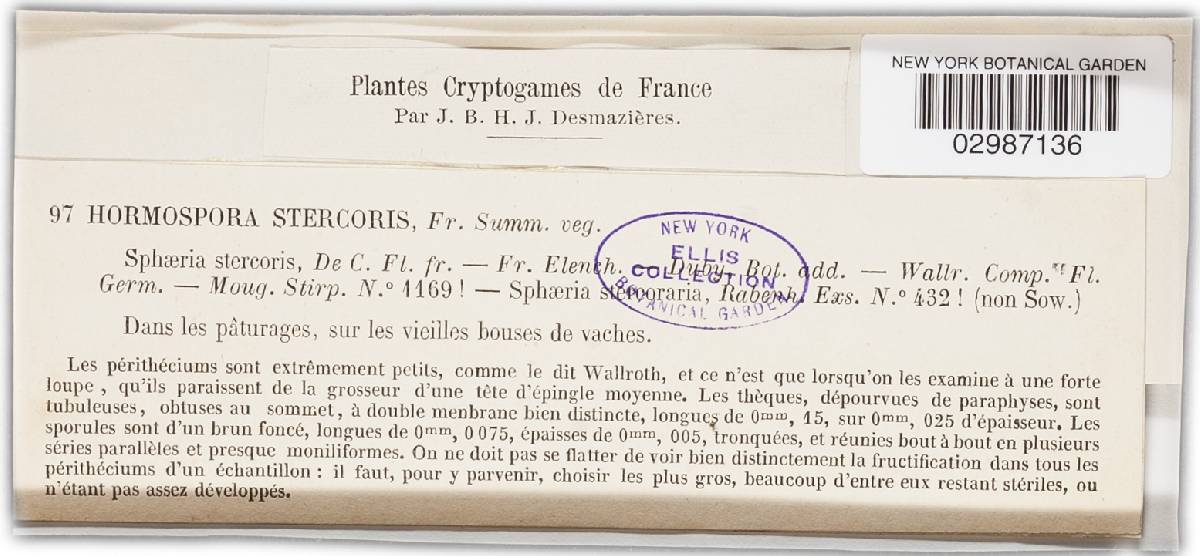 Plantes Cryptogames de France
Par J. B. H. J. Desmazières.
NEW YORK BOTANICAL GARDEN
02987136
97 HORMOSPORA STERCORIS, Fr. Summ. veg.
Sphæria stercoris, De C. Fl. fr. — Fr. Elench. — Duby, Bot. add. — Wallr. Comp. Fl.
Germ. — Moug. Stirp. N.º 1169! — Sphæria stercoraria, Rabenh. Exs. N.º 432! (non Sow.)
NEW YORK
ELLIS
COLLECTION
BOTANICAL GARDEN
Dans les pâturages, sur les vieilles bouses de vaches.
Les périthéciums sont extrêmement petits, comme le dit Wallroth, et ce n'est que lorsqu'on les examine à une forte
loupe, qu'ils paraissent de la grosseur d'une tête d'épingle moyenne. Les thèques, dépourvues de paraphyses, sont
tubuleuses, obtuses au sommet, à double menbrane bien distincte, longues de 0mm, 15, sur 0mm, 025 d'épaisseur. Les
sporules sont d'un brun foncé, longues de 0mm, 0075, épaisses de 0mm, 005, tronquées, et réunies bout à bout en plusieurs
séries parallèles et presque moniliformes. On ne doit pas se flatter de voir bien distinctement la fructification dans tous les
périthéciums d'un échantillon : il faut, pour y parvenir, choisir les plus gros, beaucoup d'entre eux restant stériles, ou
n'étant pas assez développés.